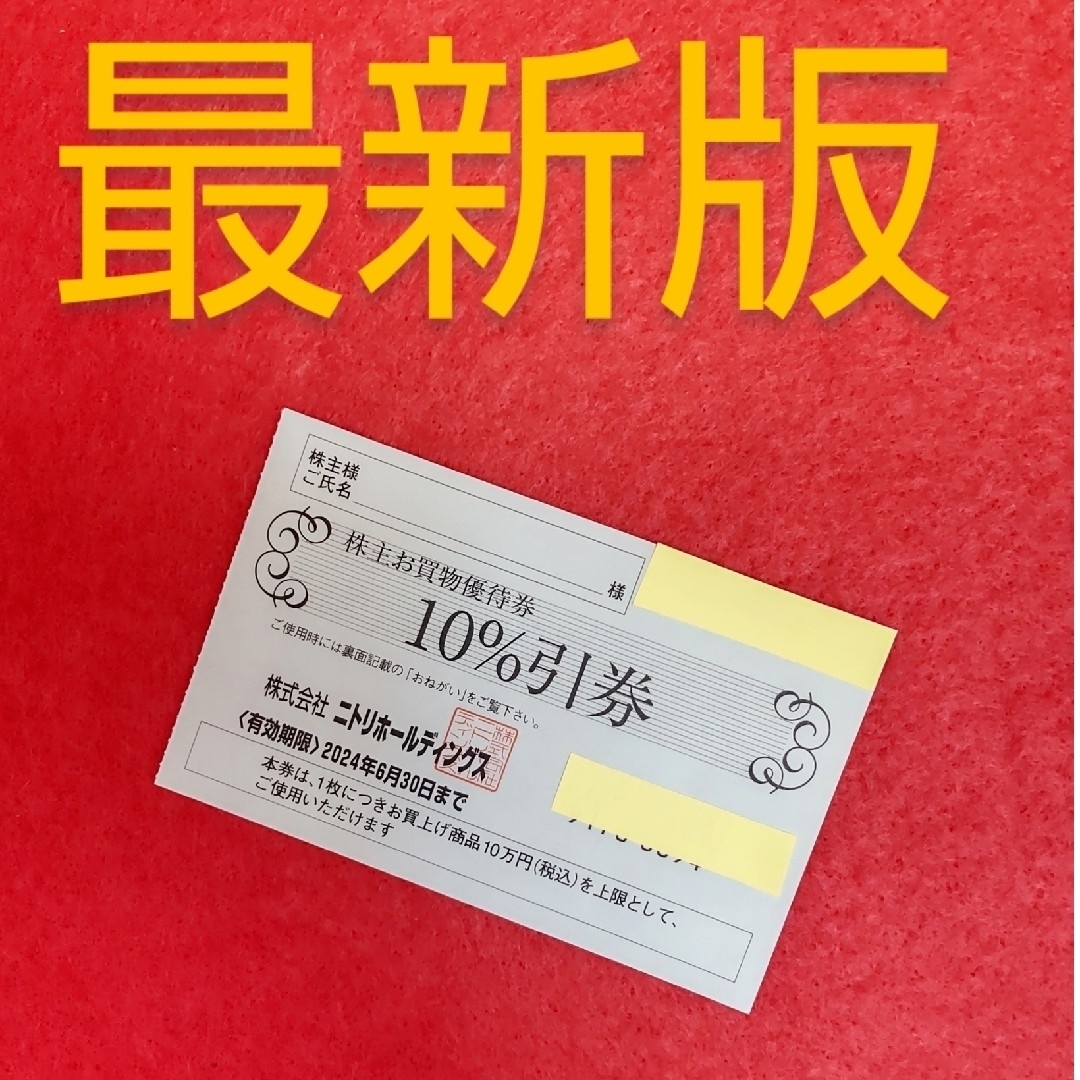 最新版
株主様
ご氏名
様
株主お買物優待券
10%引券
ご使用時には裏面記載の「おねがい」をご覧下さい。
株式会社 ニトリホールディングス
〈有効期限〉2024年6月30日まで
本券は、1枚につきお買上げ商品10万円(税込)を上限として、
ご使用いただけます